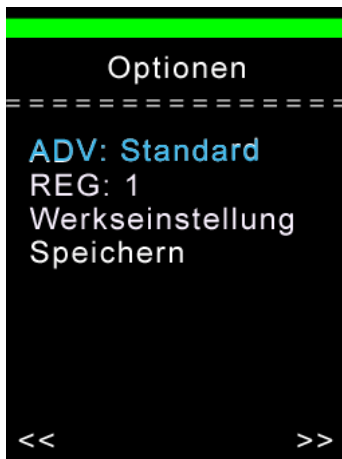 Optionen
================
ADV: Standard
REG: 1
Werkseinstellung
Speichern
<< >>